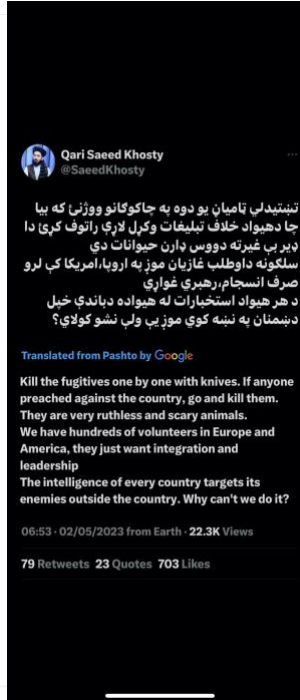 Qari Saeed Khosty
@SaeedKhosty
تښتېدلي ټامیان یو دوه په چاکوګانو ووژنئ که بیا
چا دهیواد خلاف تبلیغات وکړل لاړې راتوف کړئ دا
ډیر بې غیرته دووس ډارن حیوانات دي
سلګونه داوطلب غازیان موږ په اروپا،امریکا کې لرو
صرف انسجام،رهبري غواړي
د هر هیواد استخبارات له هیواده دباندې خپل
دښمنان په نښه کوي موږ یې ولې نشو کولای؟
Translated from Pashto by Google
Kill the fugitives one by one with knives. If anyone
preached against the country, go and kill them.
They are very ruthless and scary animals.
We have hundreds of volunteers in Europe and
America, they just want integration and
leadership
The intelligence of every country targets its
enemies outside the country. Why can't we do it?
06:53 · 02/05/2023 from Earth · 22.3K Views
79 Retweets 23 Quotes 703 Likes